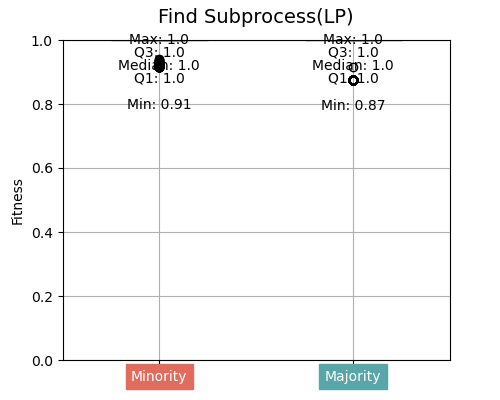 Find Subprocess(LP)
Max: 1.0
Q3: 1.0
Median: 1.0
Q1: 1.0
Min: 0.91
Max: 1.0
Q3: 1.0
Median: 1.0
Q1: 1.0
Min: 0.87
1.0
0.8
0.6
0.4
0.2
0.0
Fitness
Minority
Majority